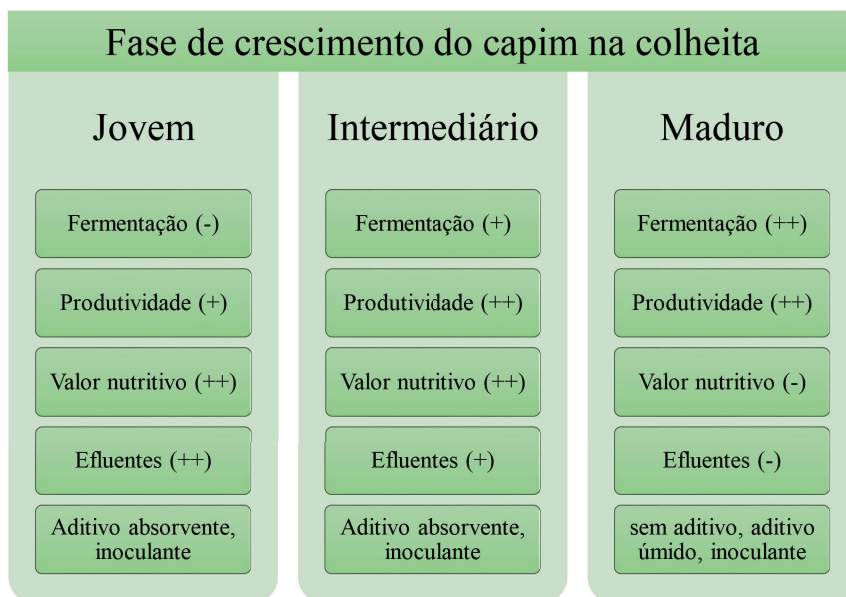 Fase de crescimento do capim na colheita
Jovem
Fermentação (-)
Produtividade (+)
Valor nutritivo (++)
Efluentes (++)
Aditivo absorvente,
inoculante
Intermediário
Fermentação (+)
Produtividade (++)
Valor nutritivo (++)
Efluentes (+)
Aditivo absorvente,
inoculante
Maduro
Fermentação (++)
Produtividade (++)
Valor nutritivo (-)
Efluentes (-)
sem aditivo, aditivo
úmido, inoculante